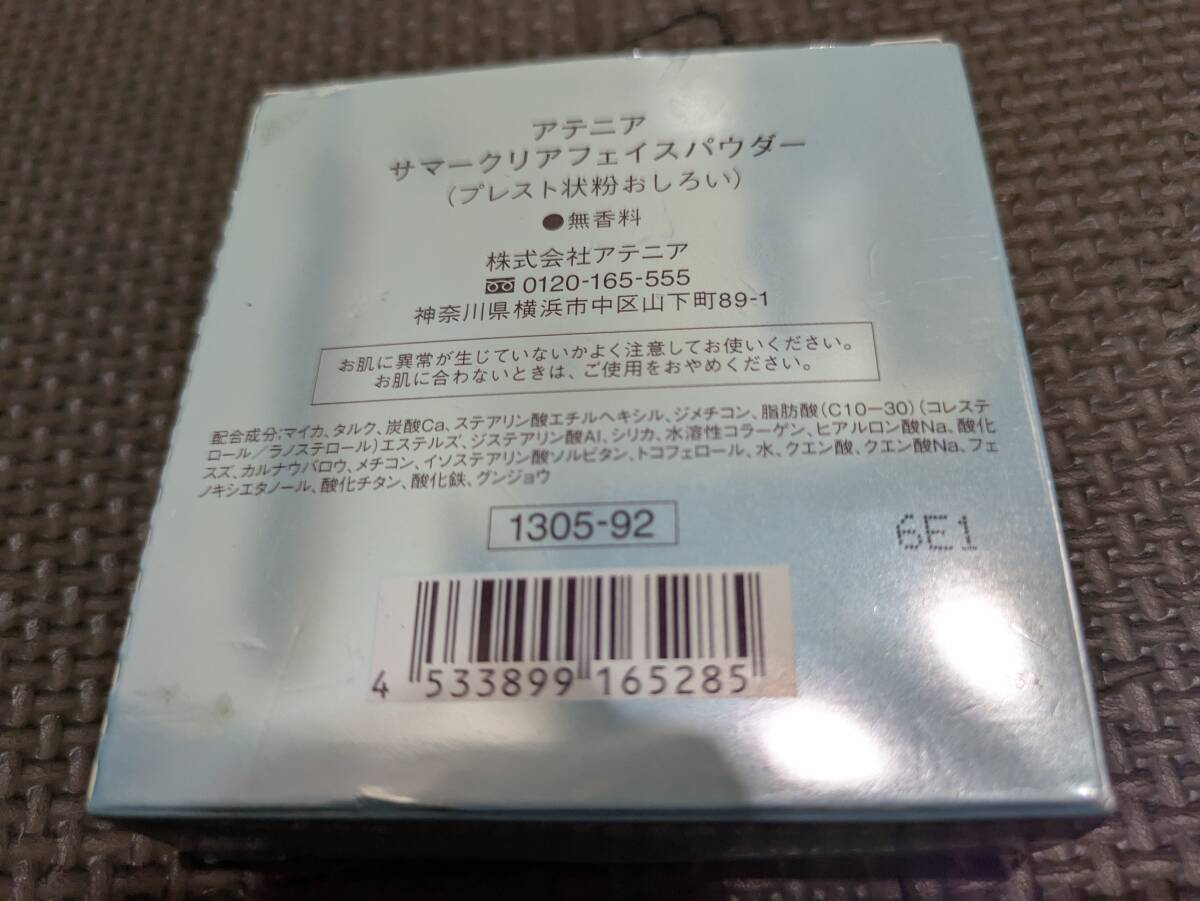 アテニア
サマークリアフェイスパウダー
(プレスト状粉おしろい)
●無香料
株式会社アテニア
0120-165-555
神奈川県横浜市中区山下町89-1
お肌に異常が生じていないかよく注意してお使いください。
お肌に合わないときは、ご使用をおやめください。
配合成分:マイカ、タルク、炭酸Ca、ステアリン酸エチルヘキシル、ジメチコン、脂肪酸(C10-30)(コレステ
ロール/ラノステロール)エステルズ、ジステアリン酸Al、シリカ、水溶性コラーゲン、ヒアルロン酸Na、酸化
スズ、カルナウバロウ、メチコン、イソステアリン酸ソルビタン、トコフェロール、水、クエン酸、クエン酸Na、フェ
ノキシエタノール、酸化チタン、酸化鉄、グンジョウ
1305-92
6E1
4 533899 165285